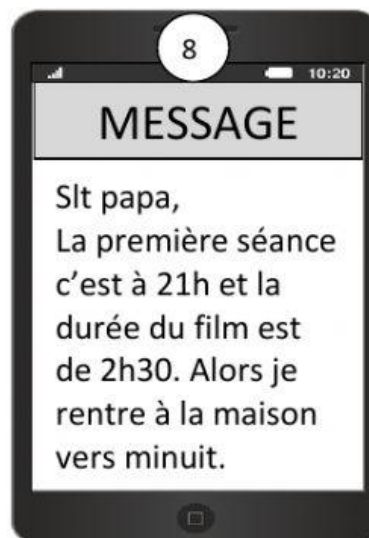 8
10:20
MESSAGE
Slt papa,
La première séance
c'est à 21h et la
durée du film est
de 2h30. Alors je
rentre à la maison
vers minuit.